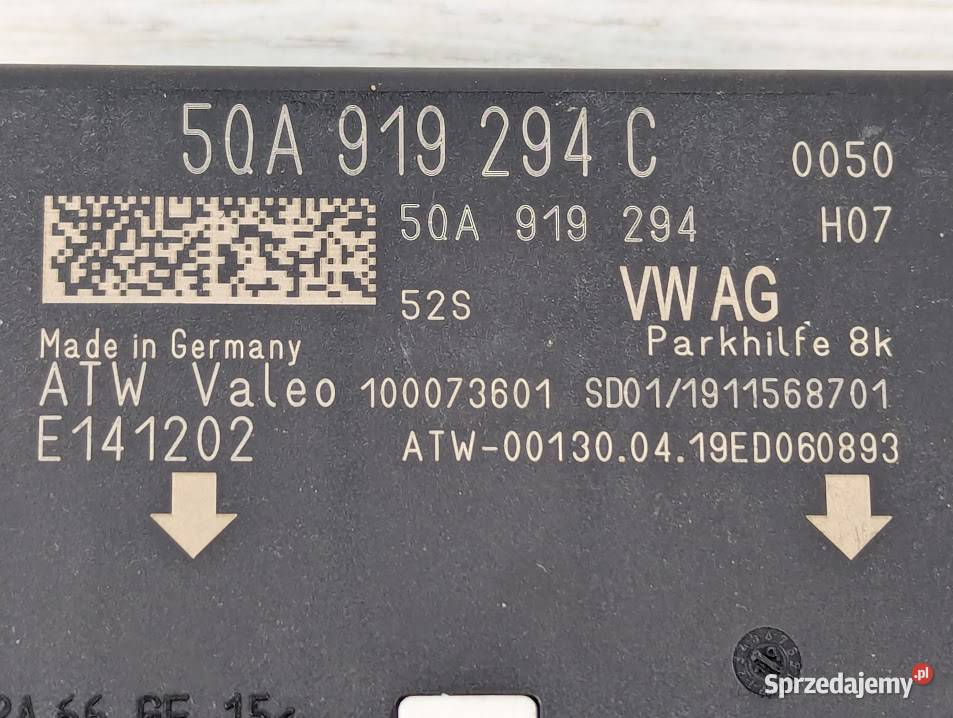 5QA 919 294 C 0050
5QA 919 294 H07
52S VW AG
Made in Germany Parkhilfe 8k
ATW Valeo 100073601 SD01/1911568701
E141202 ATW-00130.04.19ED060893
Sprzedajemy.pl